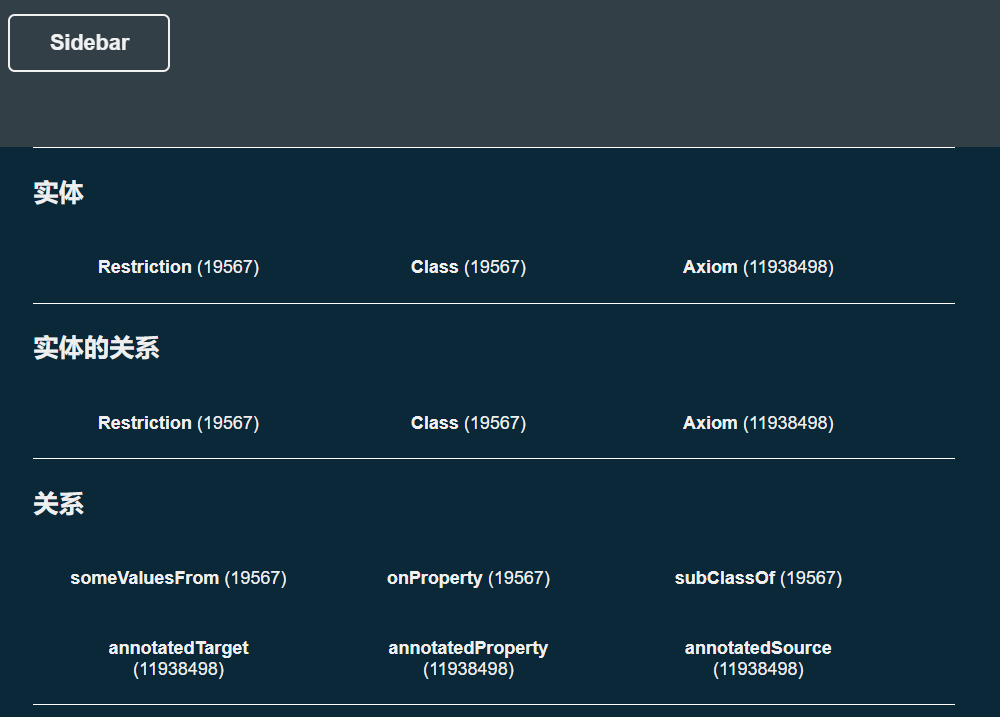 Sidebar
实体
Restriction (19567) Class (19567) Axiom (11938498)
实体的关系
Restriction (19567) Class (19567) Axiom (11938498)
关系
someValuesFrom (19567) onProperty (19567) subClassOf (19567)
annotatedTarget annotatedProperty annotatedSource
(11938498) (11938498) (11938498)